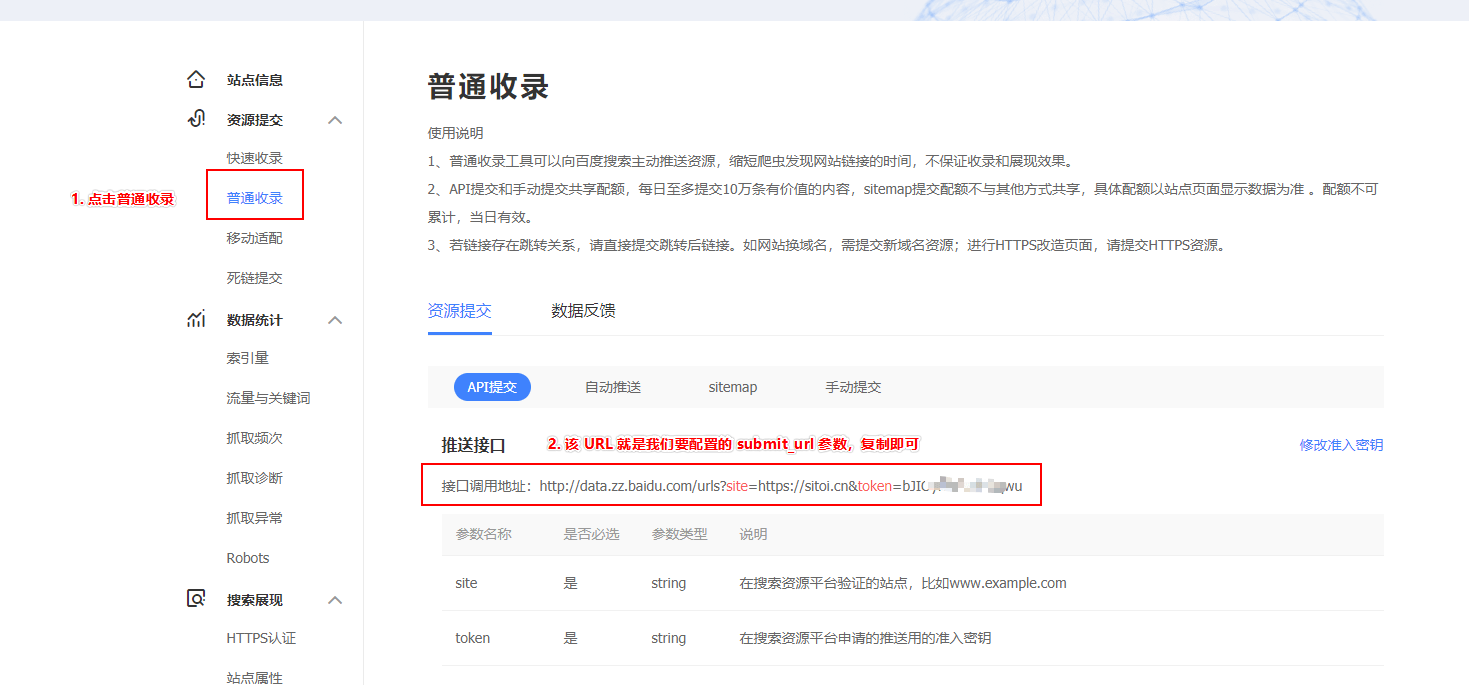 站点信息
资源提交
快速收录
1. 点击普通收录
普通收录
移动适配
死链提交
数据统计
索引量
流量与关键词
抓取频次
抓取诊断
抓取异常
Robots
搜索展现
HTTPS认证
站点属性
普通收录
使用说明
1、普通收录工具可以向百度搜索主动推送资源，缩短爬虫发现网站链接的时间，不保证收录和展现效果。
2、API提交和手动提交共享配额，每日至多提交10万条有价值的内容，sitemap提交配额不与其他方式共享，具体配额以站点页面显示数据为准 。配额不可
累计，当日有效。
3、若链接存在跳转关系，请直接提交跳转后链接。如网站换域名，需提交新域名资源；进行HTTPS改造页面，请提交HTTPS资源。
资源提交 数据反馈
API提交 自动推送 sitemap 手动提交
推送接口 2. 该 URL 就是我们要配置的 submit_url 参数，复制即可 修改准入密钥
接口调用地址：http://data.zz.baidu.com/urls?site=https://sitoi.cn&token=
参数名称 是否必选 参数类型 说明
site 是 string 在搜索资源平台验证的站点，比如www.example.com
token 是 string 在搜索资源平台申请的推送用的准入密钥